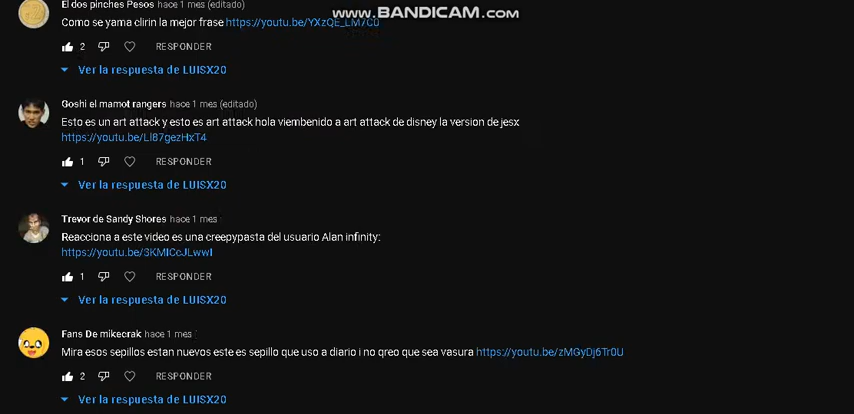 www.BANDICAM.com
El dos pinches Pesos hace 1 mes (editado)
Como se yama clirin la mejor frase https://youtu.be/YXzQE_LM7C0
2 RESPONDER
Ver la respuesta de LUISX20
Goshi el mamot rangers hace 1 mes (editado)
Esto es un art attack y esto es art attack hola viembenido a art attack de disney la version de jesx
https://youtu.be/Ll87gezHxT4
1 RESPONDER
Ver la respuesta de LUISX20
Trevor de Sandy Shores hace 1 mes
Reacciona a este video es una creepypasta del usuario Alan infinity:
https://youtu.be/3KMICcJLwwI
1 RESPONDER
Ver la respuesta de LUISX20
Fans De mikecrak hace 1 mes
Mira esos sepillos estan nuevos este es sepillo que uso a diario i no qreo que sea vasura https://youtu.be/zMGyDj6Tr0U
2 RESPONDER
Ver la respuesta de LUISX20